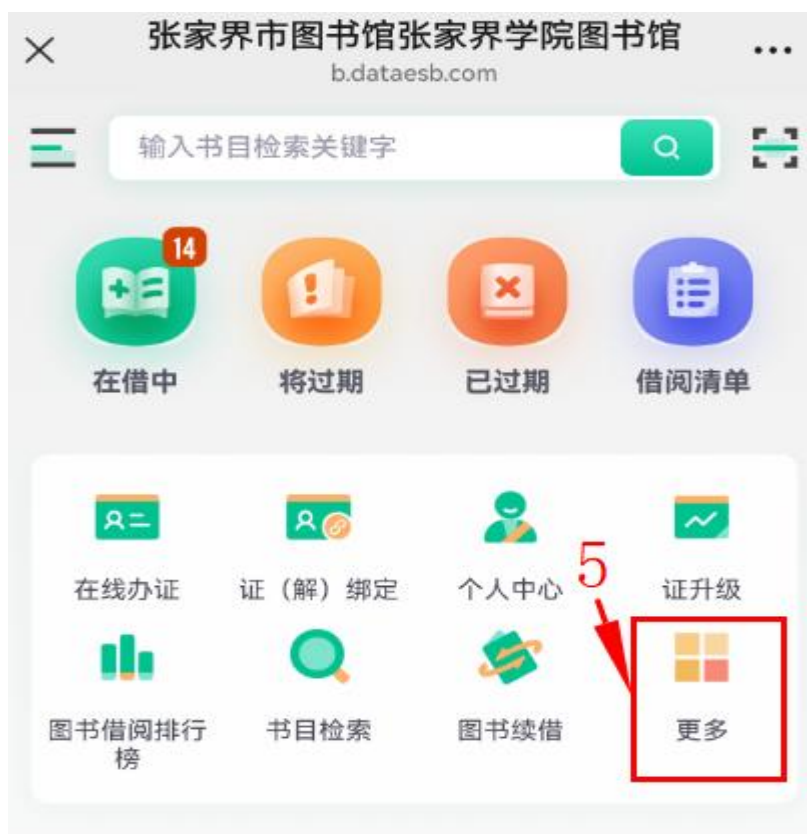 张家界市图书馆张家界学院图书馆
b.dataesb.com
输入书目检索关键字
14
在借中 将过期 已过期 借阅清单
在线办证 证（解）绑定 个人中心 证升级
5
图书借阅排行榜 书目检索 图书续借 更多